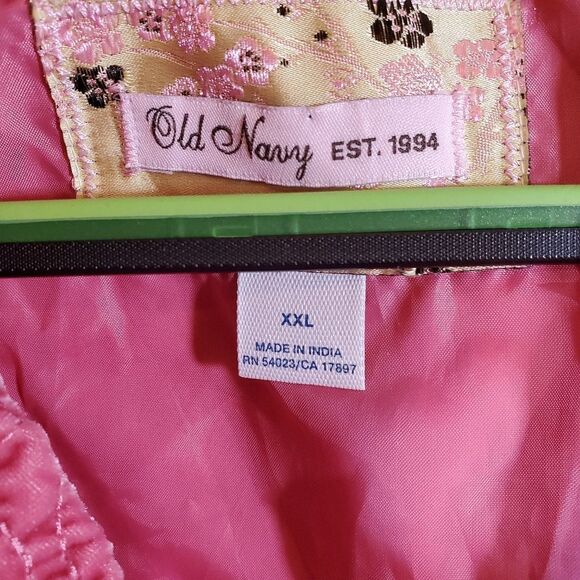 Old Navy EST. 1994
XXL
MADE IN INDIA
RN 54023/CA 17897